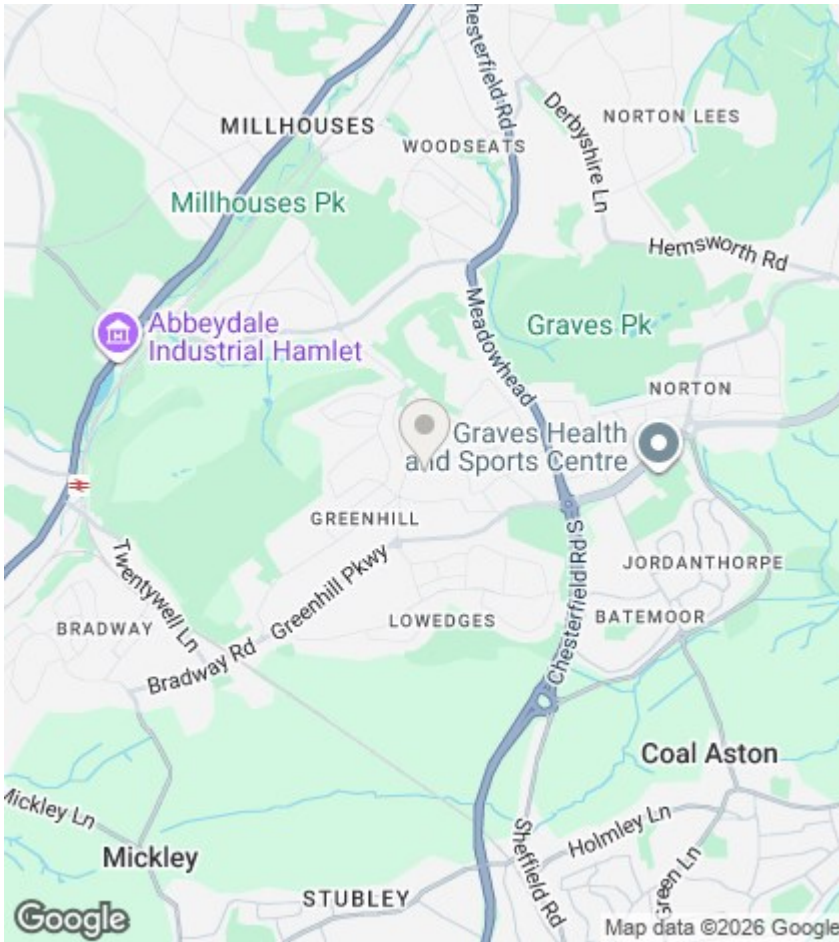 Chesterfield Rd
Derbyshire Ln
NORTON LEES
MILLHOUSES
WOODSEATS
Millhouses Pk
Hemsworth Rd
Abbeydale
Industrial Hamlet
Meadowhead
Graves Pk
NORTON
Graves Health
and Sports Centre
GREENHILL
Twentywell Ln
Greenhill Pkwy
Chesterfield Rd S
JORDANTHORPE
BRADWAY
LOWEDGES
BATEMOOR
Bradway Rd
Coal Aston
Mickley Ln
Mickley
Sheffield Rd
Holmley Ln
Green Ln
STUBLEY
Google
Map data ©2026 Google